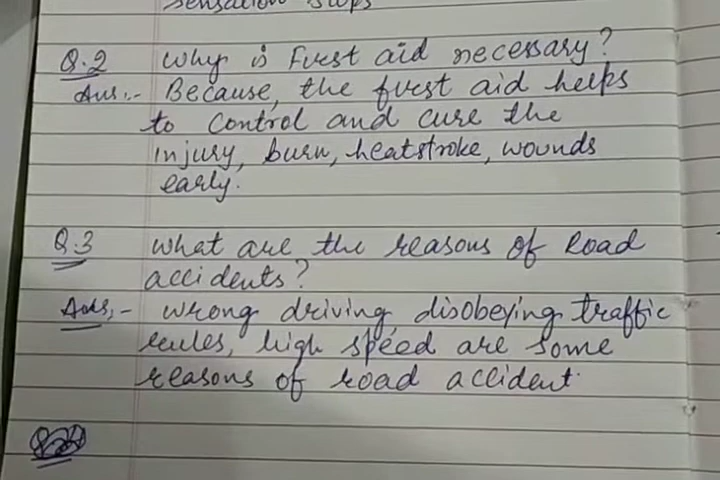 sensation stops
Q.2 Why is First aid necessary?
Ans:- Because, the first aid helps
to control and cure the
injury, burn, heatstroke, wounds
early.
Q.3 What are the reasons of Road
accidents?
Ans,- wrong driving, disobeying traffic
rules, high speed are some
reasons of road accident.